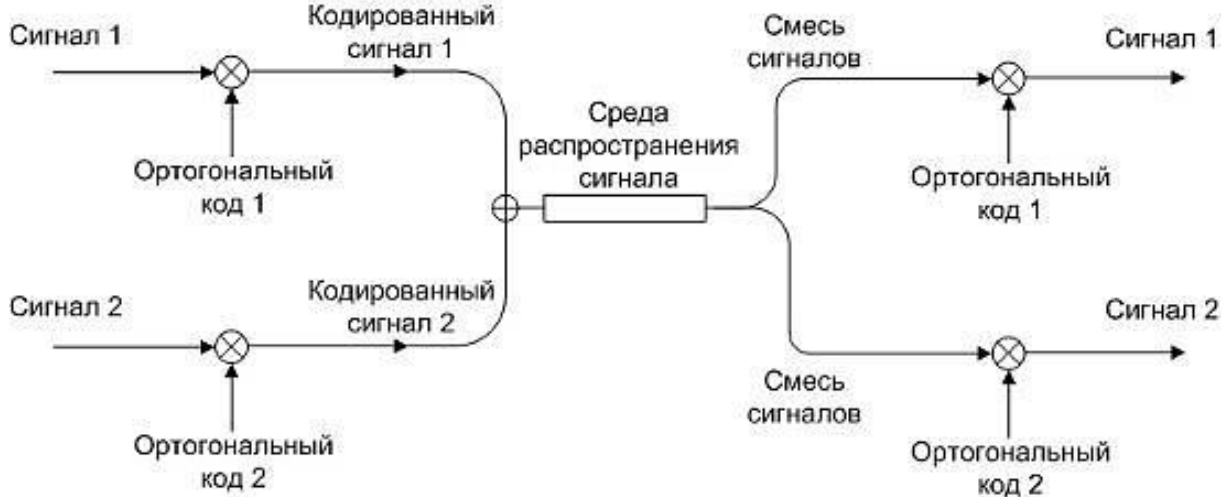 Сигнал 1
Кодированный
сигнал 1
Ортогональный
код 1
Сигнал 2
Кодированный
сигнал 2
Ортогональный
код 2
Среда
распространения
сигнала
Смесь
сигналов
Сигнал 1
Ортогональный
код 1
Смесь
сигналов
Сигнал 2
Ортогональный
код 2